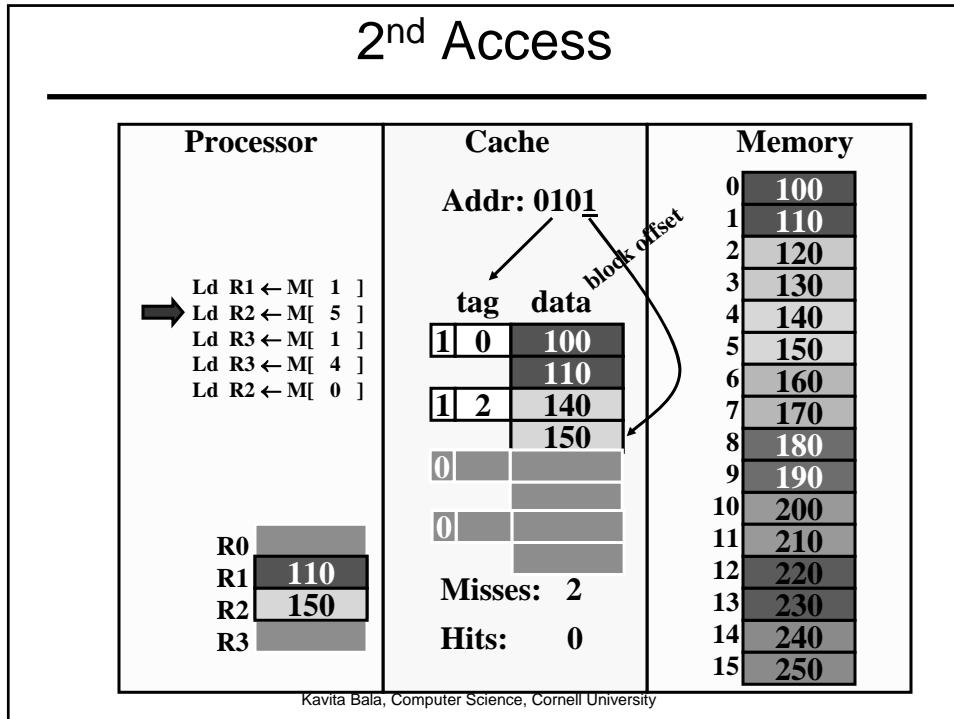 2nd Access
Processor
Ld R1 ← M[ 1 ]
Ld R2 ← M[ 5 ]
Ld R3 ← M[ 1 ]
Ld R3 ← M[ 4 ]
Ld R2 ← M[ 0 ]
R0
R1 110
R2 150
R3
Cache
Addr: 0101
block offset
tag data
1 0 100
110
1 2 140
150
0
0
Misses: 2
Hits: 0
Memory
0 100
1 110
2 120
3 130
4 140
5 150
6 160
7 170
8 180
9 190
10 200
11 210
12 220
13 230
14 240
15 250
Kavita Bala, Computer Science, Cornell University